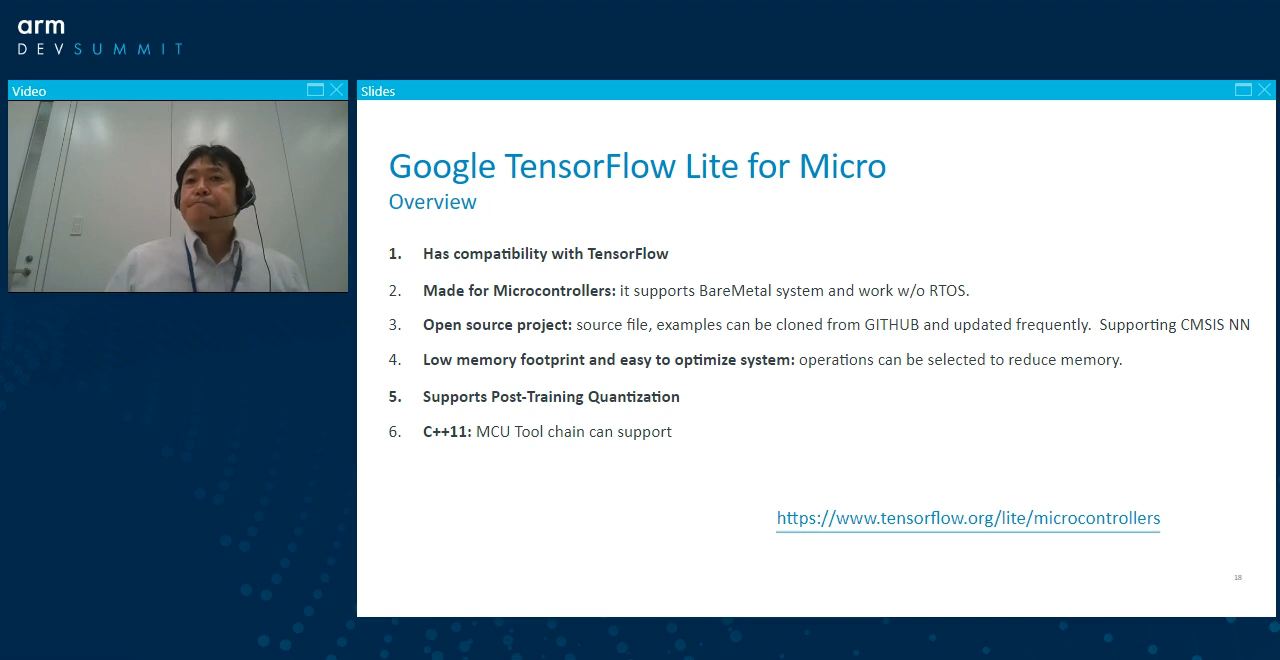 arm
DEVSUMMIT
Video
Slides
Google TensorFlow Lite for Micro
Overview
1. Has compatibility with TensorFlow
2. Made for Microcontrollers: it supports BareMetal system and work w/o RTOS.
3. Open source project: source file, examples can be cloned from GITHUB and updated frequently. Supporting CMSIS NN
4. Low memory footprint and easy to optimize system: operations can be selected to reduce memory.
5. Supports Post-Training Quantization
6. C++11: MCU Tool chain can support
https://www.tensorflow.org/lite/microcontrollers
18